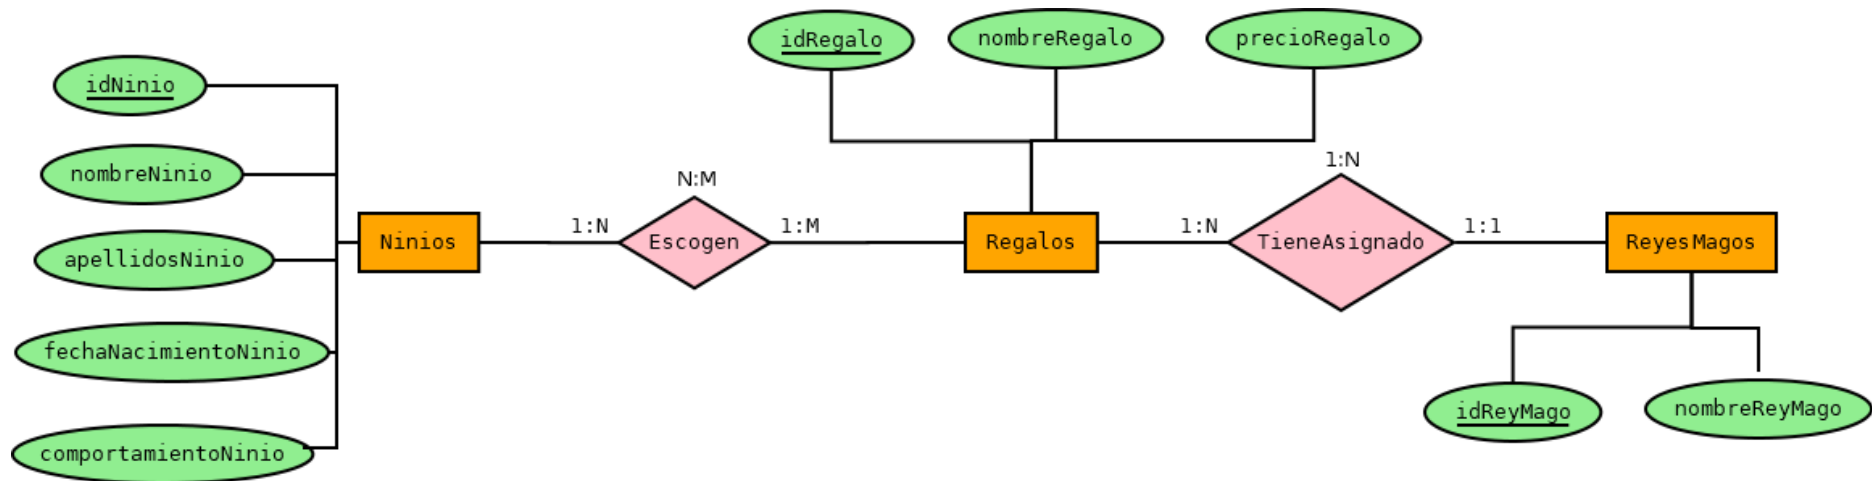 idRegalo
nombreRegalo
precioRegalo
idNinio
nombreNinio
apellidosNinio
fechaNacimientoNinio
comportamientoNinio
Ninios
1:N
N:M
Escogen
1:M
Regalos
1:N
1:N
TieneAsignado
1:1
ReyesMagos
idReyMago
nombreReyMago